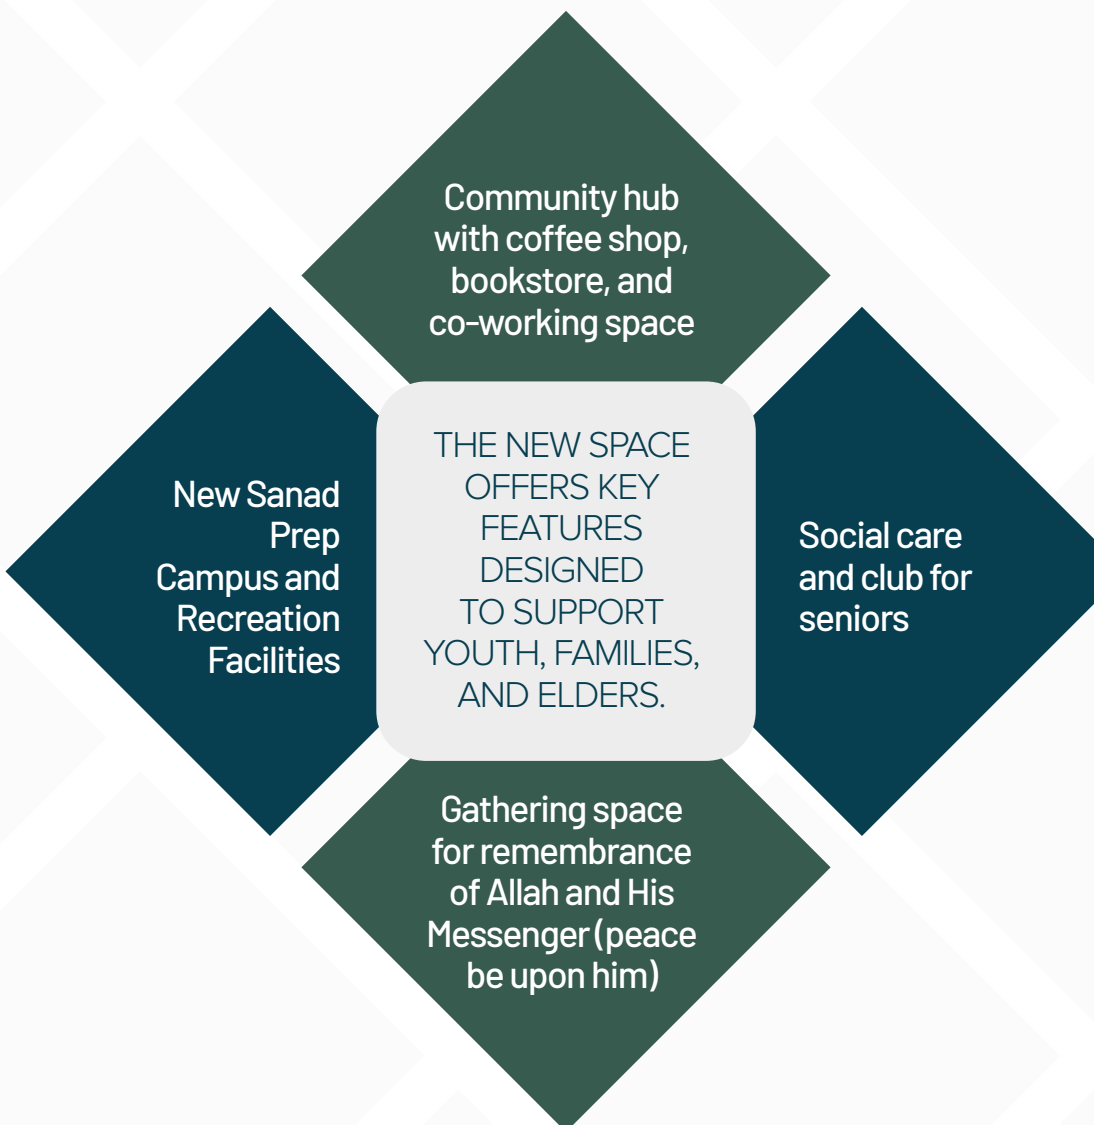 Community hub
with coffee shop,
bookstore, and
co-working space
New Sanad
Prep
Campus and
Recreation
Facilities
THE NEW SPACE
OFFERS KEY
FEATURES
DESIGNED
TO SUPPORT
YOUTH, FAMILIES,
AND ELDERS.
Social care
and club for
seniors
Gathering space
for remembrance
of Allah and His
Messenger (peace
be upon him)